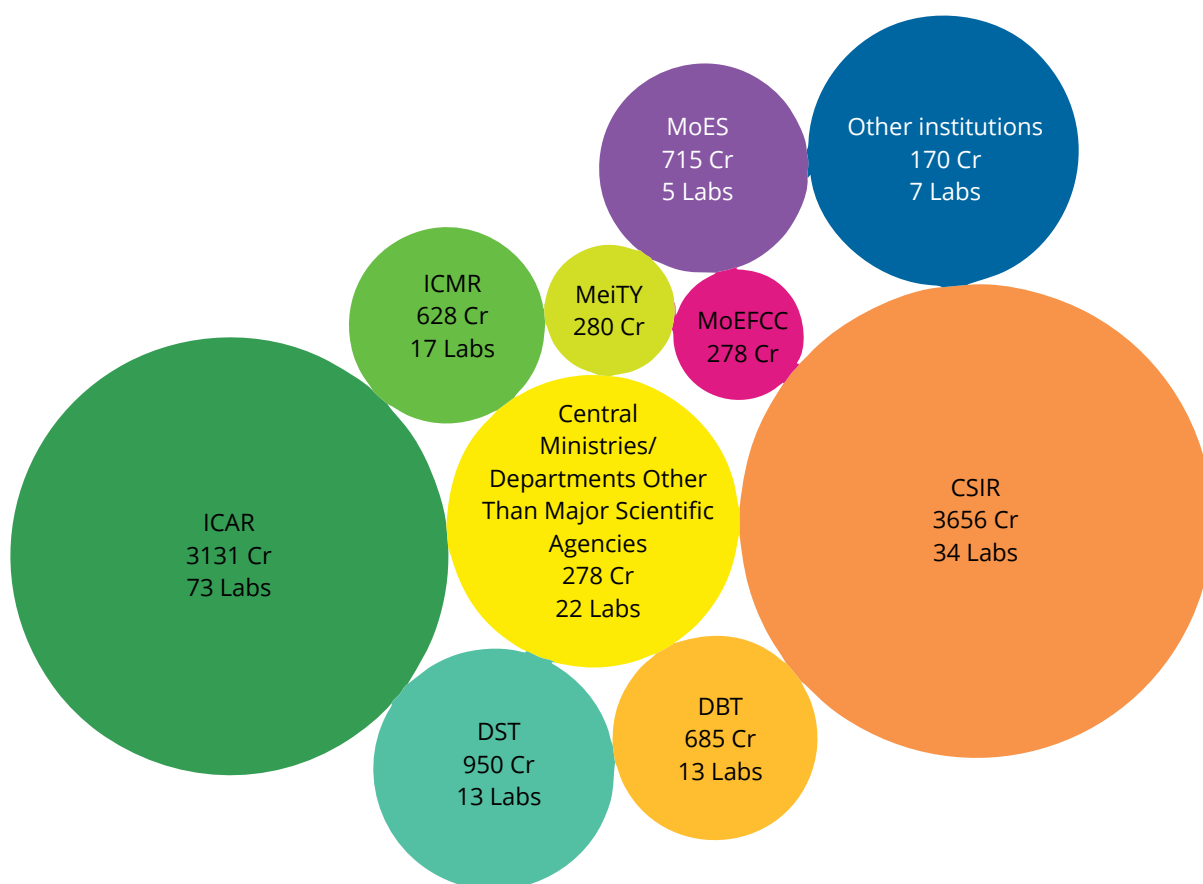 MoES
715 Cr
5 Labs
Other institutions
170 Cr
7 Labs
ICMR
628 Cr
17 Labs
MeiTY
280 Cr
MoEFCC
278 Cr
Central
Ministries/
Departments Other
Than Major Scientific
Agencies
278 Cr
22 Labs
ICAR
3131 Cr
73 Labs
CSIR
3656 Cr
34 Labs
DST
950 Cr
13 Labs
DBT
685 Cr
13 Labs